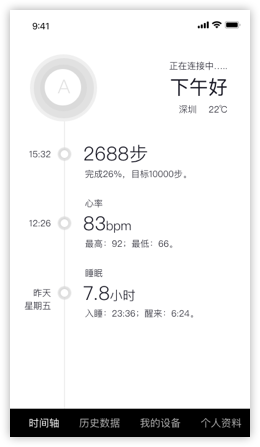 9:41
A
正在连接中.....
下午好
深圳 22℃
15:32
2688步
完成26%，目标10000步。
心率
12:26
83bpm
最高：92；最低：66。
睡眠
昨天
星期五
7.8小时
入睡：23:36；醒来：6:24。
时间轴 历史数据 我的设备 个人资料